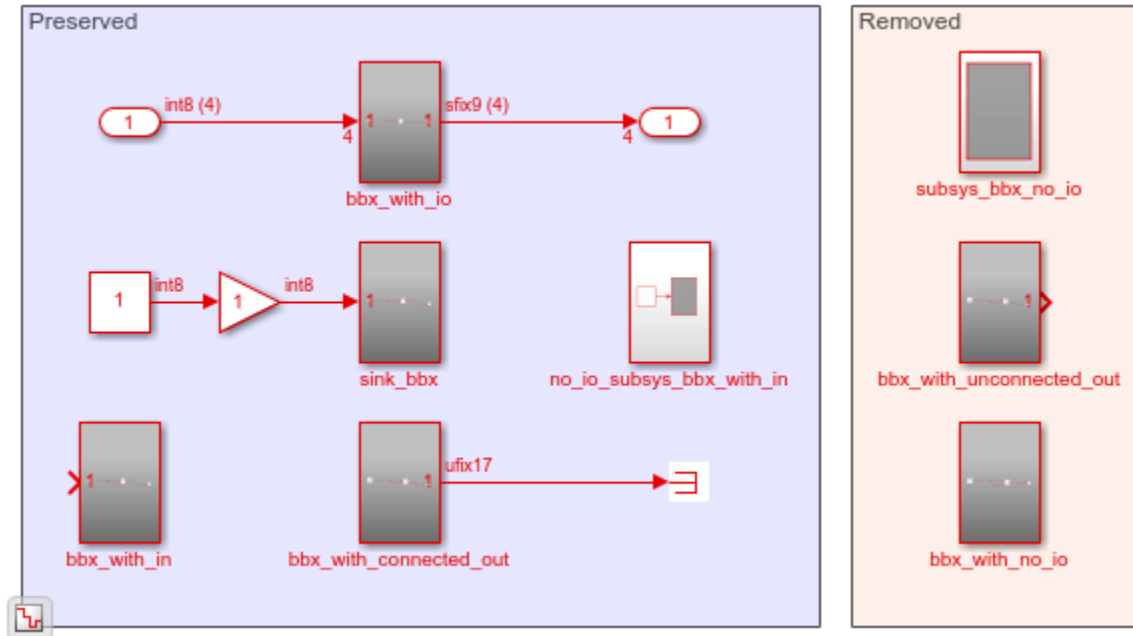 Preserved
Removed
int8 (4)
sfix9 (4)
1
1
1
1
4
4
bbx_with_io
subsys_bbx_no_io
int8
int8
1
1
1
1
sink_bbx
no_io_subsys_bbx_with_in
bbx_with_unconnected_out
ufix17
1
1
bbx_with_in
bbx_with_connected_out
bbx_with_no_io